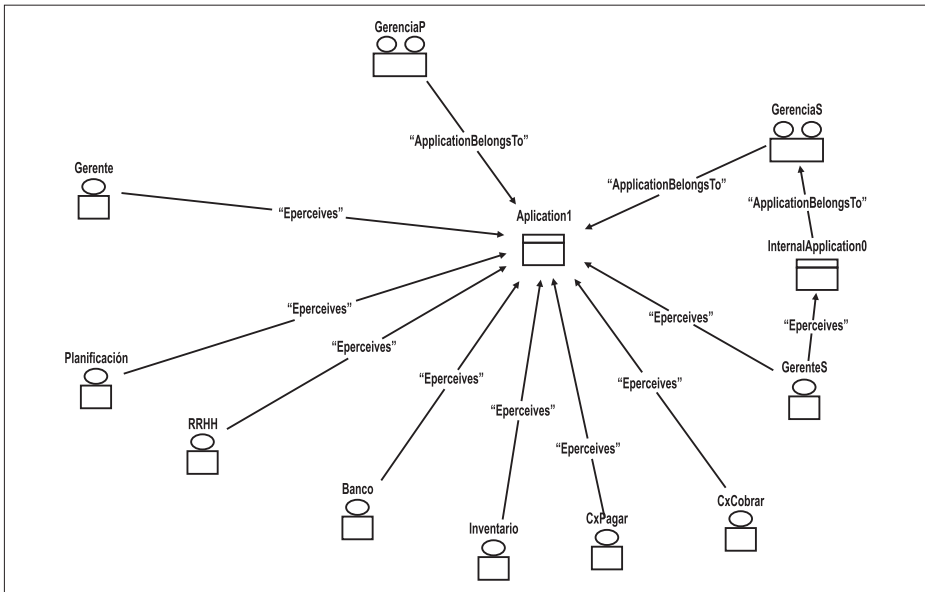 GerenciaP
GerenciaS
“ApplicationBelongsTo”
Gerente
“ApplicationBelongsTo”
“ApplicationBelongsTo”
“Eperceives”
Aplication1
InternalApplication0
“Eperceives”
“Eperceives”
“Eperceives”
“Eperceives”
Planificación
GerenteS
“Eperceives”
“Eperceives”
“Eperceives”
RRHH
“Eperceives”
Banco
CxCobrar
Inventario
CxPagar